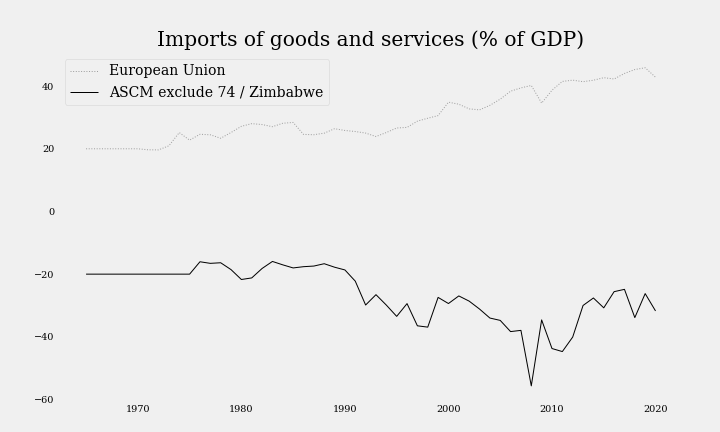 Imports of goods and services (% of GDP)
European Union
ASCM exclude 74 / Zimbabwe
40
20
0
−20
−40
−60
1970 1980 1990 2000 2010 2020